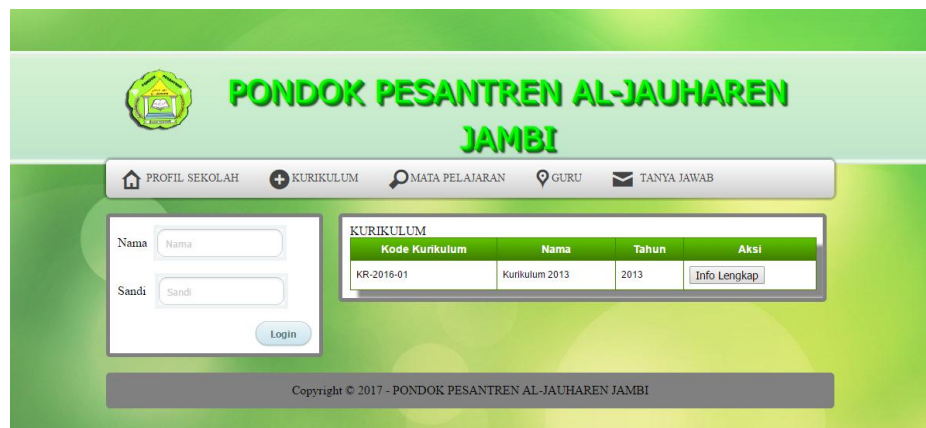 PONDOK PESANTREN AL-JAUHAREN
JAMBI
PROFIL SEKOLAH KURIKULUM MATA PELAJARAN GURU TANYA JAWAB
Nama Nama
Sandi Sandi
Login
KURIKULUM
Kode Kurikulum Nama Tahun Aksi
KR-2016-01 Kurikulum 2013 2013 Info Lengkap
Copyright © 2017 - PONDOK PESANTREN AL-JAUHAREN JAMBI